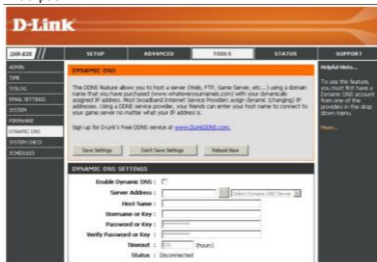 D-Link
DIR-835
SETUP
ADVANCED
TOOLS
STATUS
SUPPORT
ADMIN
TIME
SYSLOG
EMAIL SETTINGS
SYSTEM
FIRMWARE
DYNAMIC DNS
SYSTEM CHECK
SCHEDULES
DYNAMIC DNS
The DDNS feature allows you to host a server (Web, FTP, Game Server, etc...) using a domain
name that you have purchased (www.whateveryournameis.com) with your dynamically
assigned IP address. Most broadband Internet Service Providers assign dynamic (changing) IP
addresses. Using a DDNS service provider, your friends can enter your host name to connect to
your game server no matter what your IP address is.
Sign up for D-Link's Free DDNS service at www.DLinkDDNS.com.
Save Settings
Don't Save Settings
Reboot Now
DYNAMIC DNS SETTINGS
Enable Dynamic DNS :
Server Address :
Select Dynamic DNS Server
Host Name :
Username or Key :
Password or Key :
Verify Password or Key :
Timeout :
(hours)
Status : Disconnected
Helpful Hints...
To use this feature,
you must first have a
Dynamic DNS account
from one of the
providers in the drop
down menu.
More...